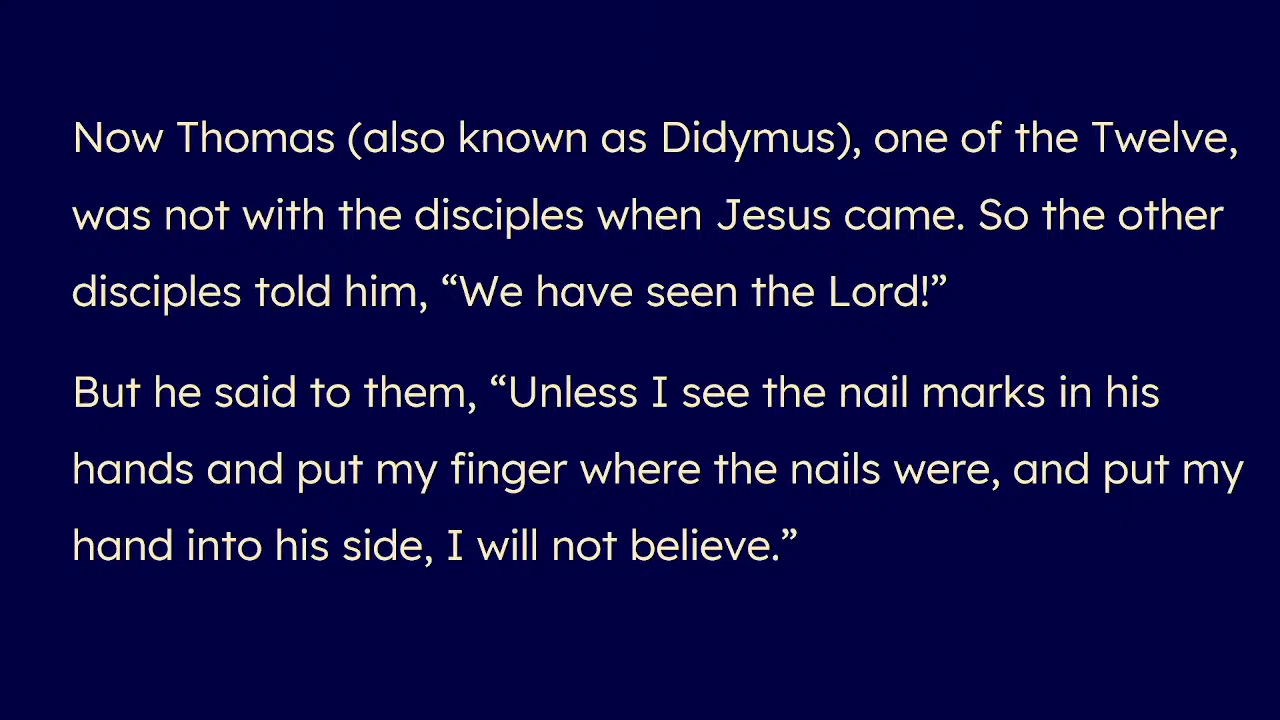 Now Thomas (also known as Didymus), one of the Twelve,
was not with the disciples when Jesus came. So the other
disciples told him, “We have seen the Lord!”
But he said to them, “Unless I see the nail marks in his
hands and put my finger where the nails were, and put my
hand into his side, I will not believe.”